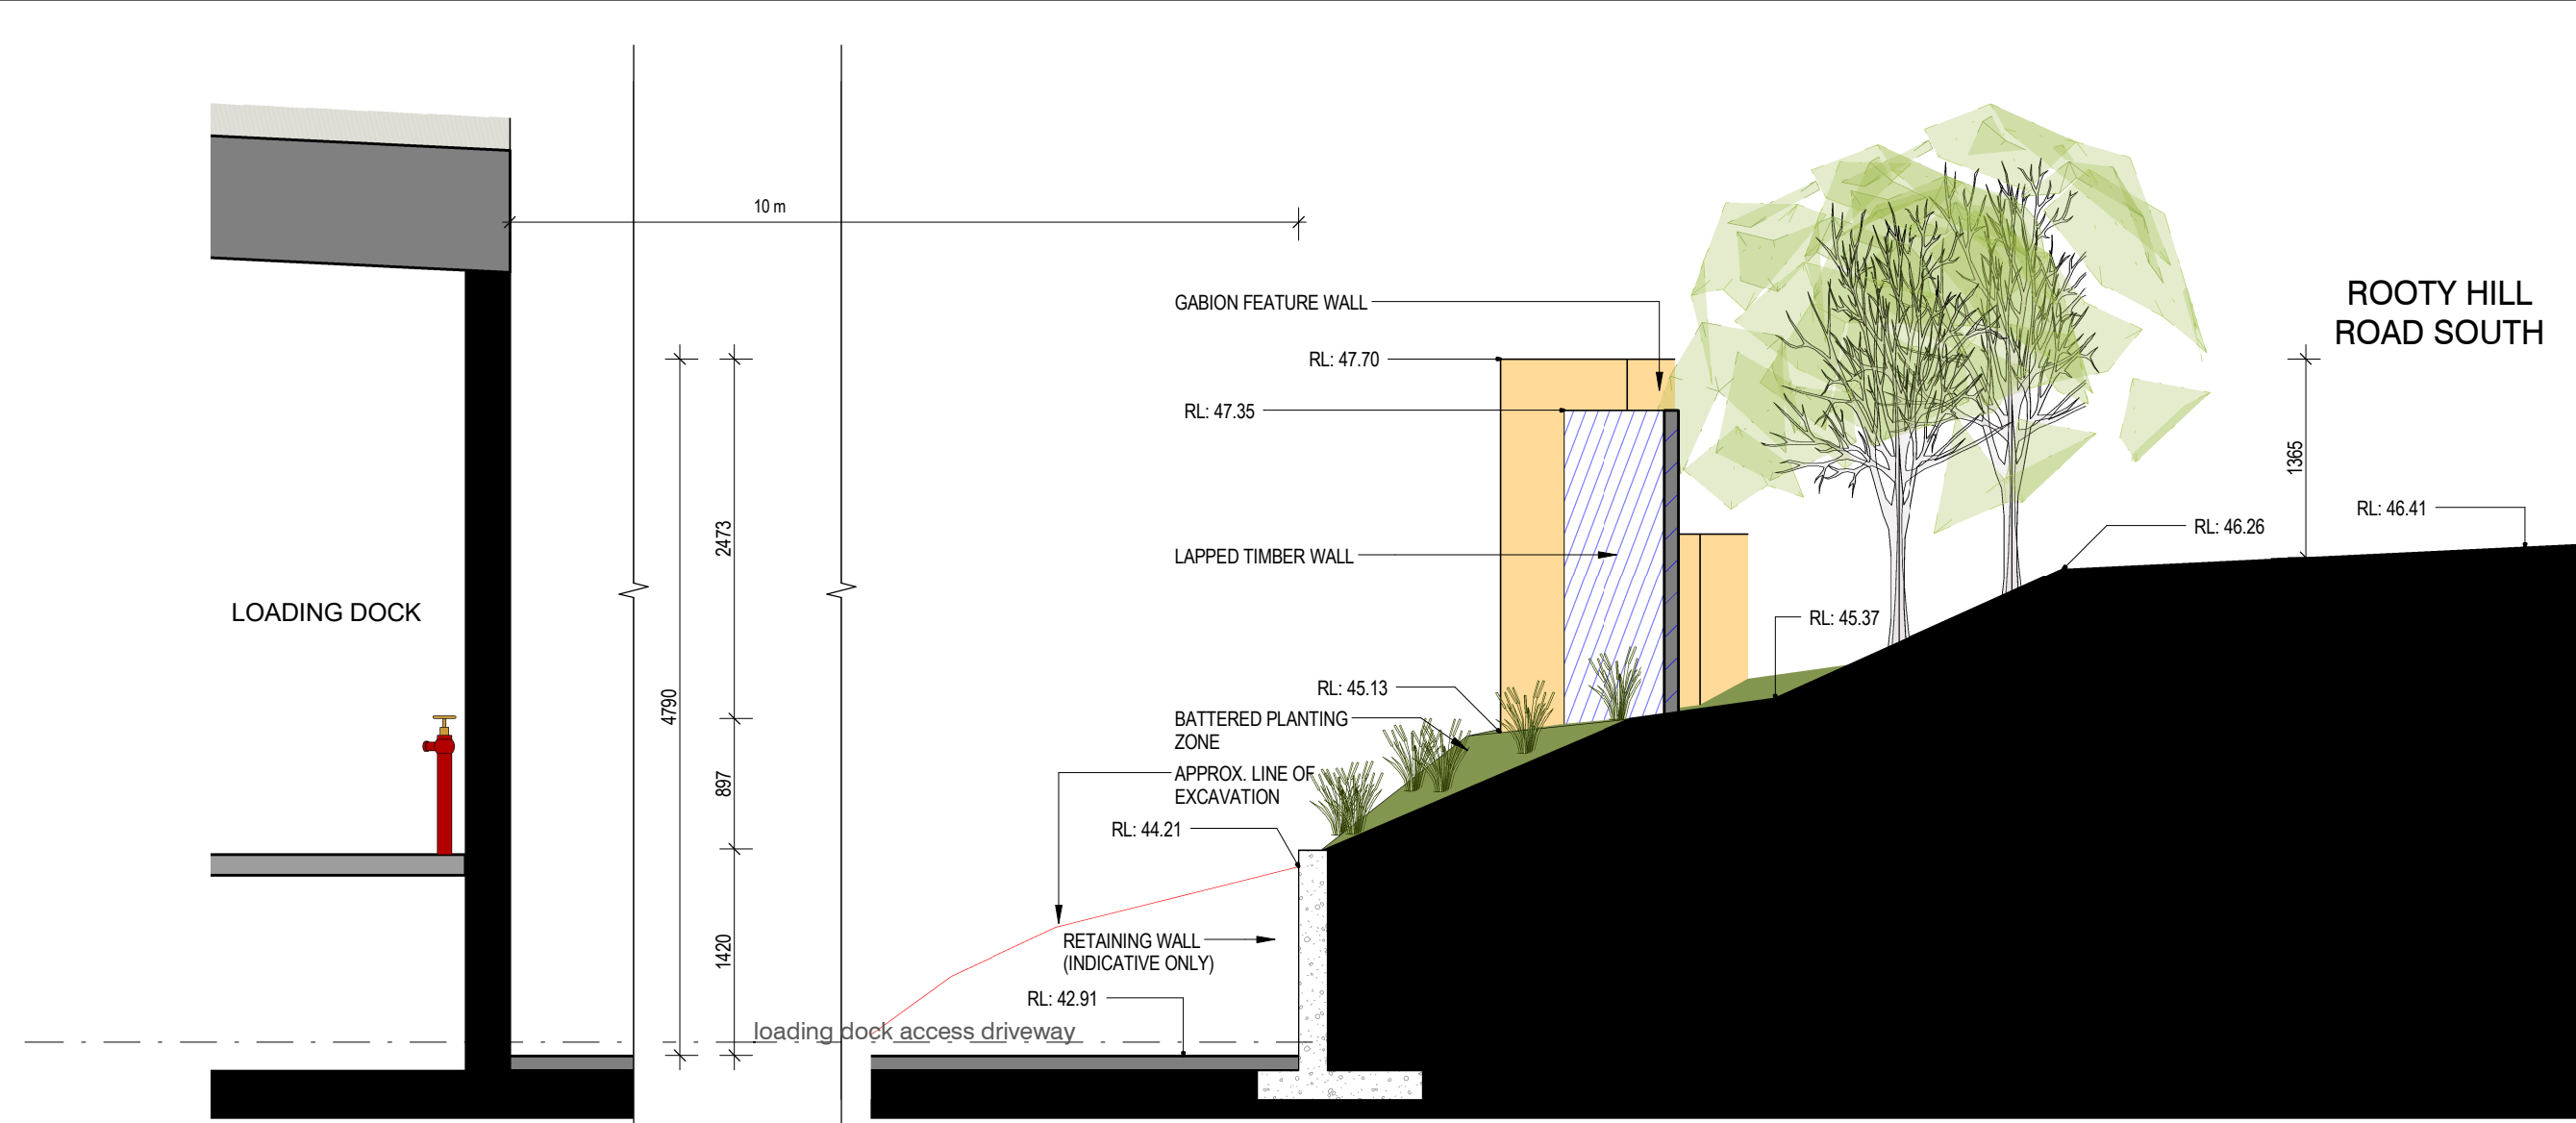 10 m
ROOTY HILL
ROAD SOUTH
GABION FEATURE WALL
RL: 47.70
RL: 47.35
1365
RL: 46.41
RL: 46.26
2473
LAPPED TIMBER WALL
LOADING DOCK
RL: 45.37
4790
RL: 45.13
BATTERED PLANTING
ZONE
897
APPROX. LINE OF
EXCAVATION
RL: 44.21
1420
RETAINING WALL
(INDICATIVE ONLY)
RL: 42.91
loading dock access driveway